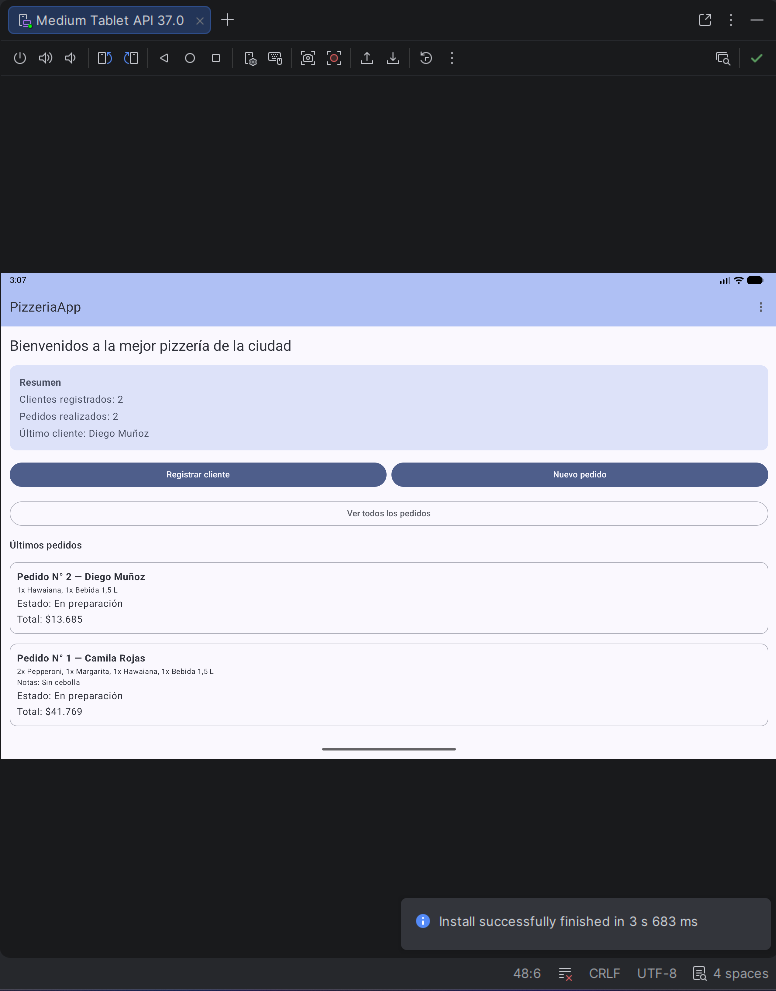 Medium Tablet API 37.0
3:07
PizzeriaApp
Bienvenidos a la mejor pizzería de la ciudad
Resumen
Clientes registrados: 2
Pedidos realizados: 2
Último cliente: Diego Muñoz
Registrar cliente
Nuevo pedido
Ver todos los pedidos
Últimos pedidos
Pedido N° 2 — Diego Muñoz
1x Hawaiana, 1x Bebida 1,5 L
Estado: En preparación
Total: $13.685
Pedido N° 1 — Camila Rojas
2x Pepperoni, 1x Margarita, 1x Hawaiana, 1x Bebida 1,5 L
Notas: Sin cebolla
Estado: En preparación
Total: $41.769
Install successfully finished in 3 s 683 ms
48:6 CRLF UTF-8 4 spaces